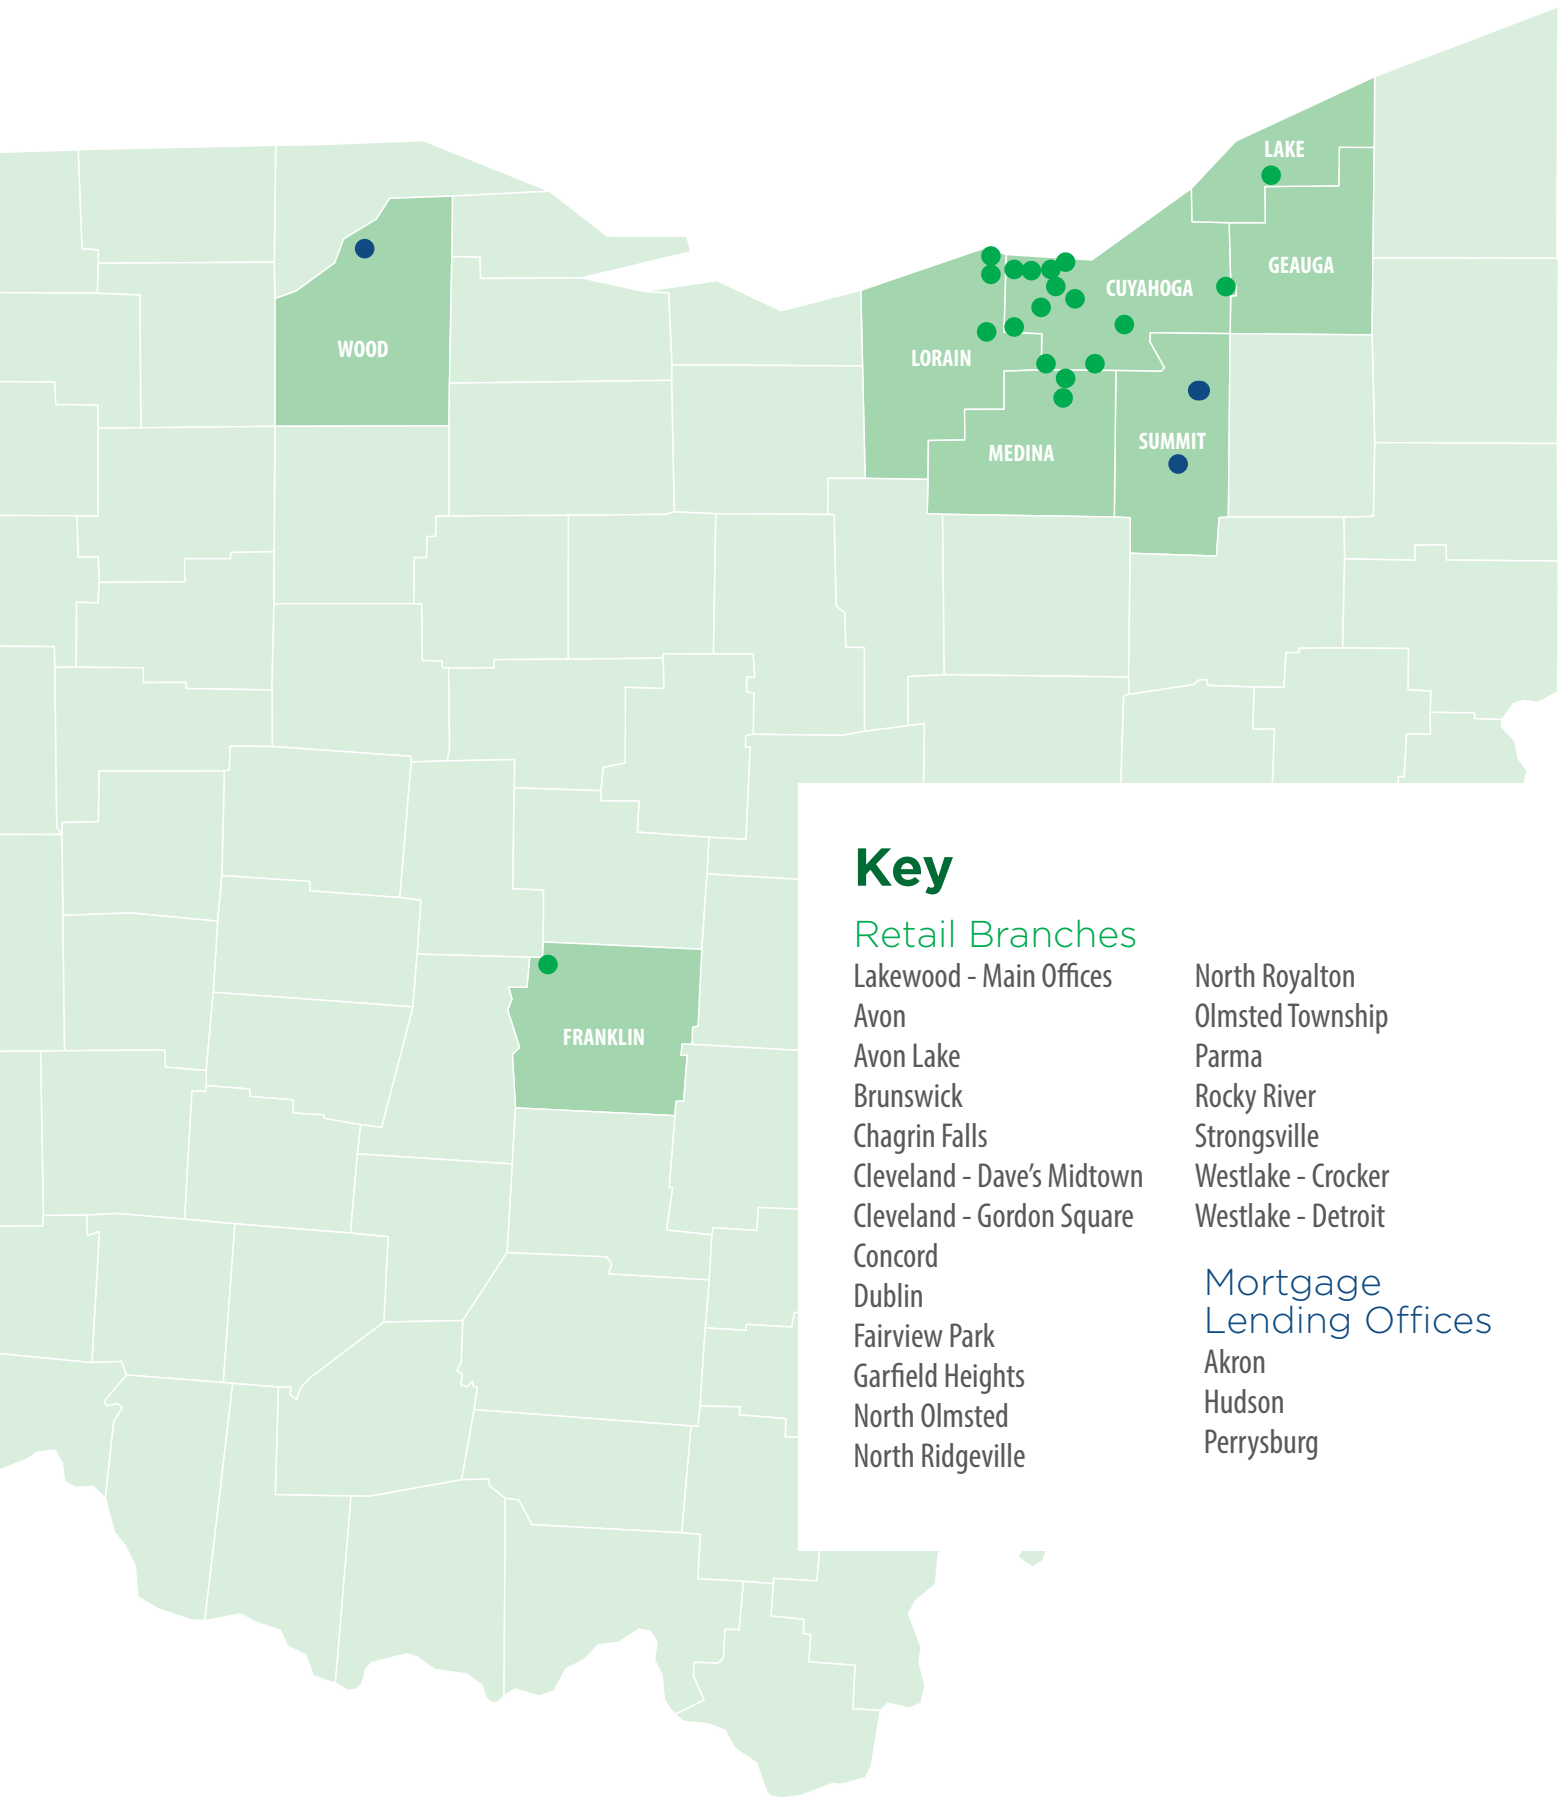 LAKE
GEAUGA
CUYAHOGA
WOOD
LORAIN
SUMMIT
MEDINA
FRANKLIN
Key
Retail Branches
Lakewood - Main Offices
Avon
Avon Lake
Brunswick
Chagrin Falls
Cleveland - Dave’s Midtown
Cleveland - Gordon Square
Concord
Dublin
Fairview Park
Garfield Heights
North Olmsted
North Ridgeville
North Royalton
Olmsted Township
Parma
Rocky River
Strongsville
Westlake - Crocker
Westlake - Detroit
Mortgage
Lending Offices
Akron
Hudson
Perrysburg